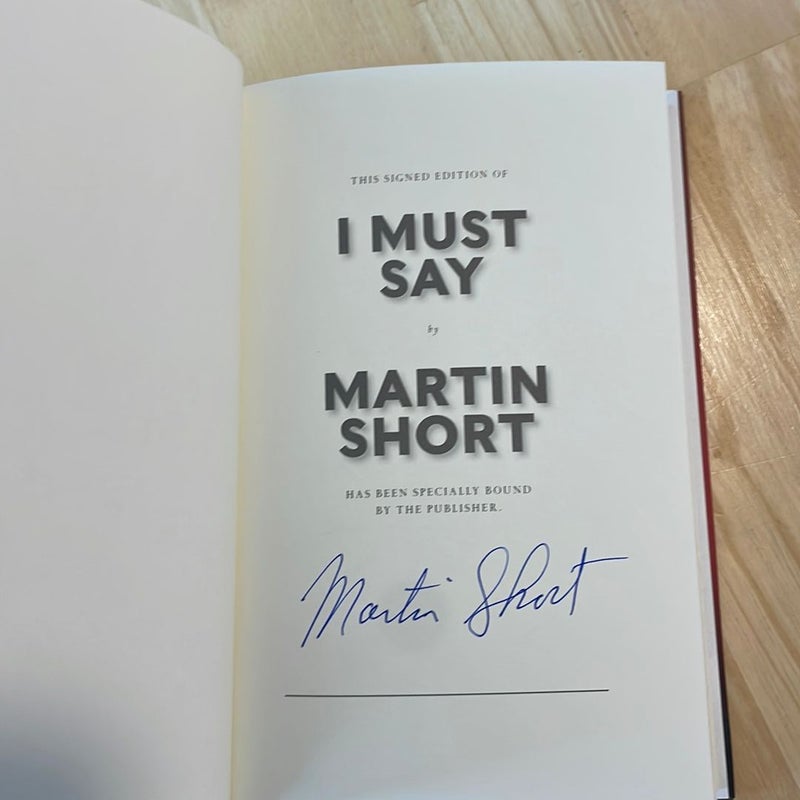 THIS SIGNED EDITION OF
I MUST
SAY
by
MARTIN
SHORT
HAS BEEN SPECIALLY BOUND
BY THE PUBLISHER.
Martin Short